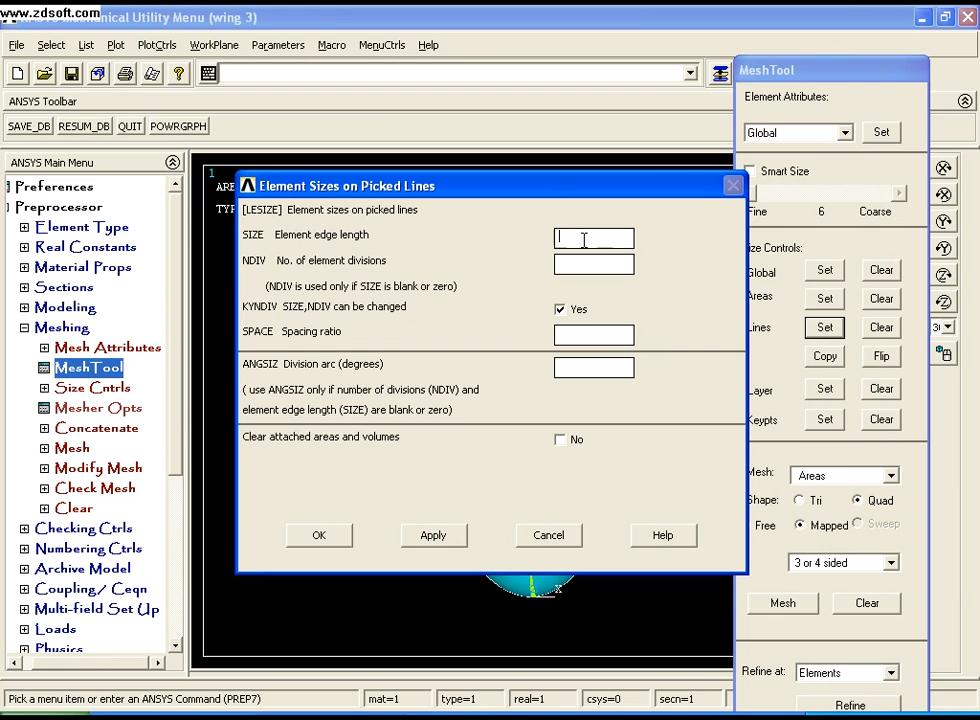 www.zdsoft.com
Mechanical Utility Menu (wing 3)
File Select List Plot PlotCtrls WorkPlane Parameters Macro MenuCtrls Help
ANSYS Toolbar
SAVE_DB RESUM_DB QUIT POWRGRPH
ANSYS Main Menu
Preferences
Preprocessor
Element Type
Real Constants
Material Props
Sections
Modeling
Meshing
Mesh Attributes
MeshTool
Size Cntrls
Mesher Opts
Concatenate
Mesh
Modify Mesh
Check Mesh
Clear
Checking Ctrls
Numbering Ctrls
Archive Model
Coupling/Ceqn
Multi-field Set Up
Loads
Physics
1
X
Element Sizes on Picked Lines
[LESIZE] Element sizes on picked lines
SIZE Element edge length
NDIV No. of element divisions
(NDIV is used only if SIZE is blank or zero)
KYNDIV SIZE,NDIV can be changed
Yes
SPACE Spacing ratio
ANGSIZ Division arc (degrees)
( use ANGSIZ only if number of divisions (NDIV) and
element edge length (SIZE) are blank or zero)
Clear attached areas and volumes
No
OK Apply Cancel Help
MeshTool
Element Attributes:
Global Set
Smart Size
Fine 6 Coarse
Size Controls:
Global Set Clear
Areas Set Clear
Lines Set Clear
Copy Flip
Layer Set Clear
Keypts Set Clear
Mesh: Areas
Shape: Tri Quad
Free Mapped Sweep
3 or 4 sided
Mesh Clear
Refine at: Elements
Refine
Pick a menu item or enter an ANSYS Command (PREP7) mat=1 type=1 real=1 csys=0 secn=1